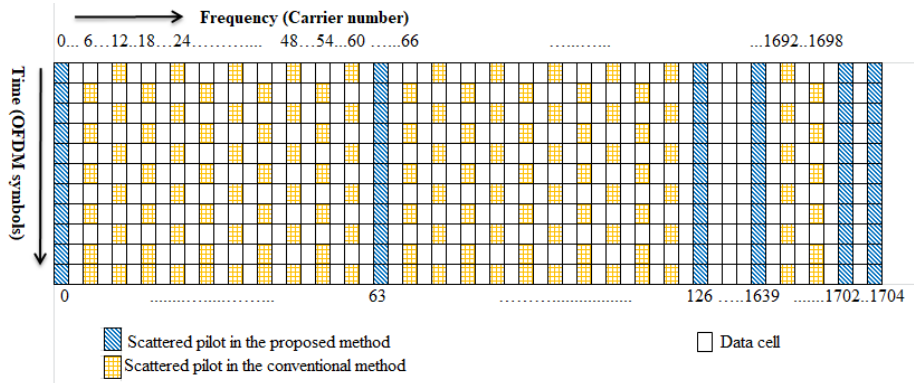 Frequency (Carrier number)
0... 6...12..18...24………….... 48...54...60 ……66 ……..…... ...1692..1698
Time (OFDM symbols)
0 ............…………... 63 ………..………….... 126 …..1639 ........1702...1704
Scattered pilot in the proposed method
Data cell
Scattered pilot in the conventional method